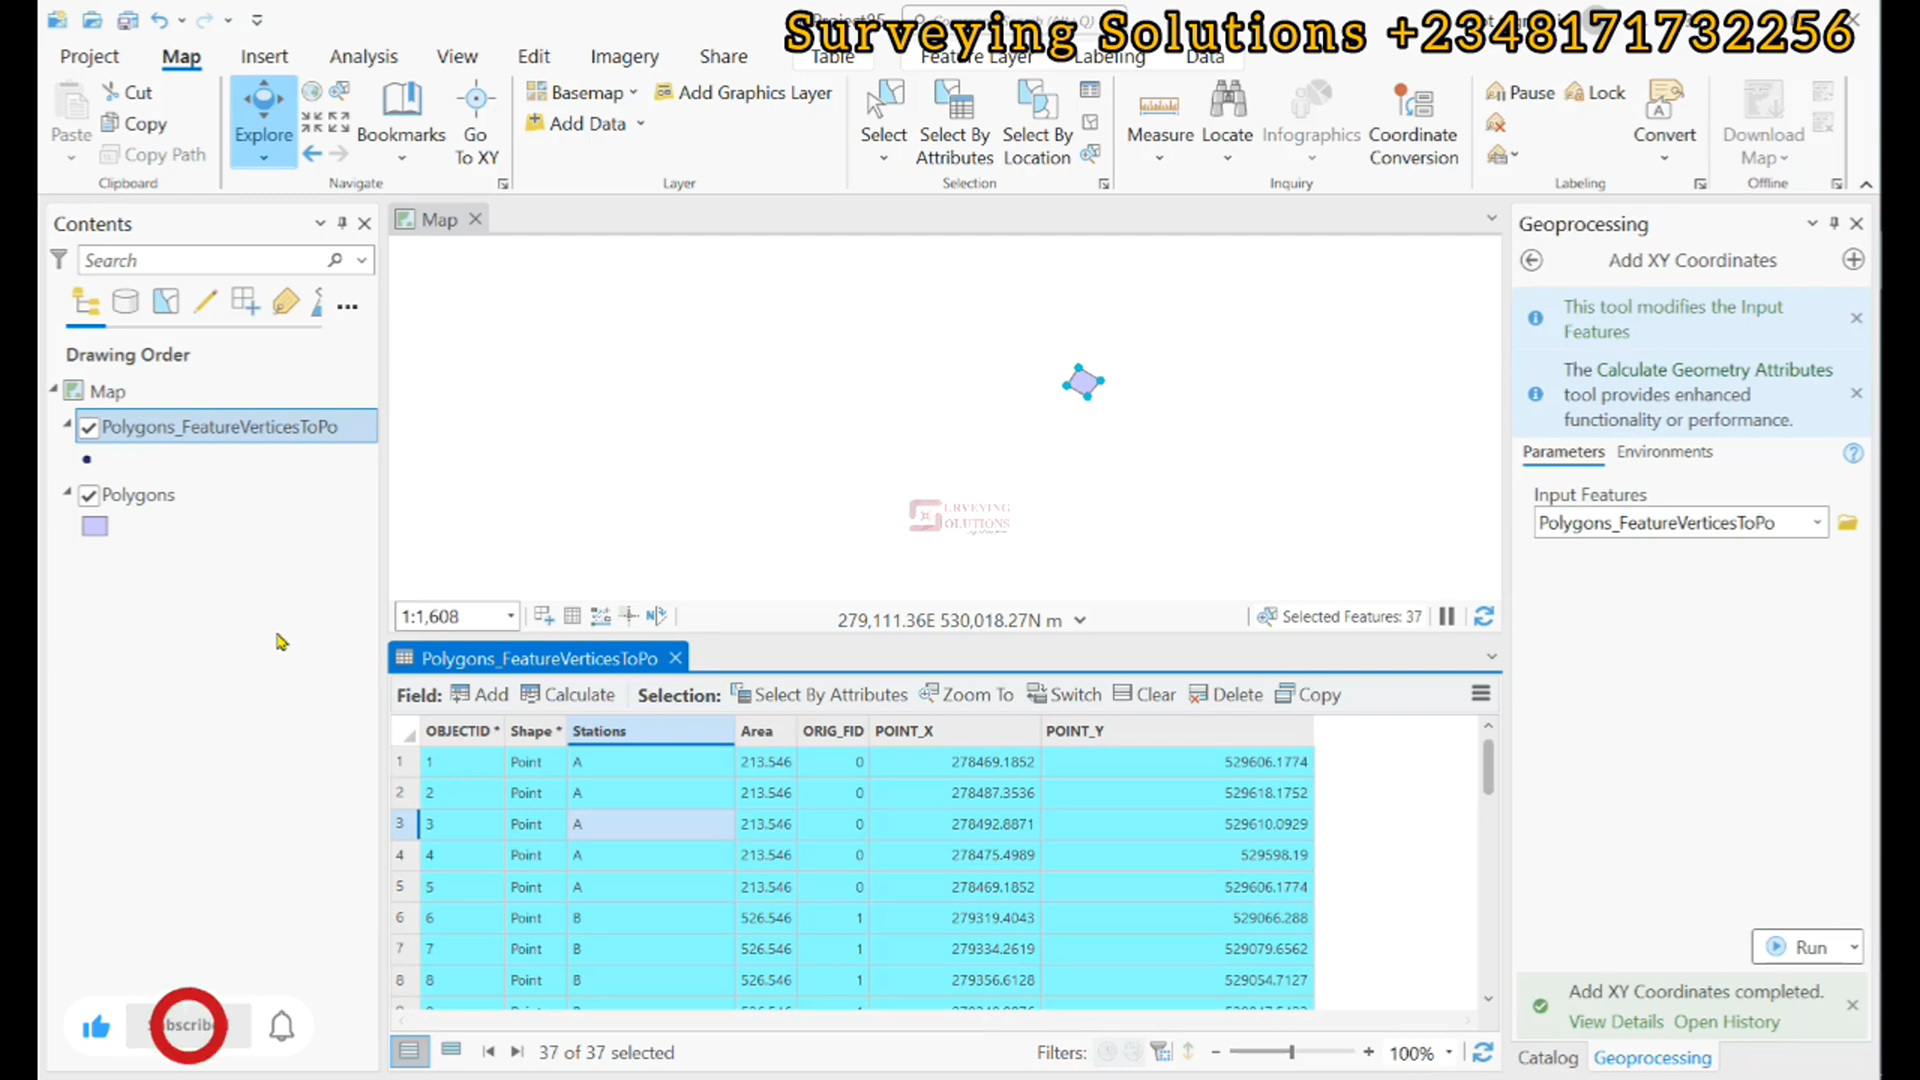 Surveying Solutions +2348171732256
Project Map Insert Analysis View Edit Imagery Share Table Feature Layer Labeling Data
Paste
Cut
Copy
Copy Path
Clipboard
Explore
Bookmarks
Go
To XY
Navigate
Basemap
Add Graphics Layer
Add Data
Layer
Select
Select By
Attributes
Select By
Location
Selection
Measure
Locate
Infographics
Coordinate
Conversion
Inquiry
Pause
Lock
Convert
Labeling
Download
Map
Offline
Contents
Search
Drawing Order
Map
Polygons_FeatureVerticesToPo
Polygons
Map
SURVEYING
SOLUTIONS
1:1,608
279,111.36E 530,018.27N m
Selected Features: 37
Polygons_FeatureVerticesToPo
Field: Add Calculate Selection: Select By Attributes Zoom To Switch Clear Delete Copy
OBJECTID * Shape * Stations Area ORIG_FID POINT_X POINT_Y
1 1 Point A 213.546 0 278469.1852 529606.1774
2 2 Point A 213.546 0 278487.3536 529618.1752
3 3 Point A 213.546 0 278492.8871 529610.0929
4 4 Point A 213.546 0 278475.4989 529598.19
5 5 Point A 213.546 0 278469.1852 529606.1774
6 6 Point B 526.546 1 279319.4043 529066.288
7 7 Point B 526.546 1 279334.2619 529079.6562
8 8 Point B 526.546 1 279356.6128 529054.7127
37 of 37 selected
Filters:
100%
Geoprocessing
Add XY Coordinates
This tool modifies the Input
Features
The Calculate Geometry Attributes
tool provides enhanced
functionality or performance.
Parameters Environments
Input Features
Polygons_FeatureVerticesToPo
Run
Add XY Coordinates completed.
View Details Open History
Catalog Geoprocessing
Subscribe